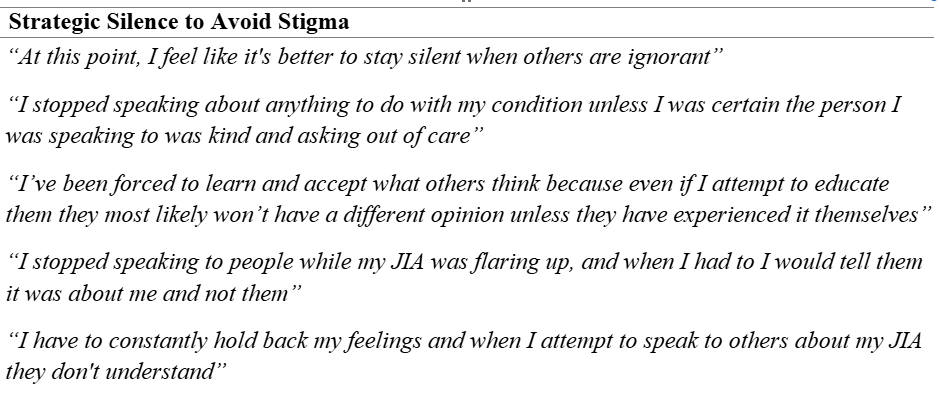 Strategic Silence to Avoid Stigma
“At this point, I feel like it's better to stay silent when others are ignorant”
“I stopped speaking about anything to do with my condition unless I was certain the person I
was speaking to was kind and asking out of care”
“I’ve been forced to learn and accept what others think because even if I attempt to educate
them they most likely won’t have a different opinion unless they have experienced it themselves”
“I stopped speaking to people while my JIA was flaring up, and when I had to I would tell them
it was about me and not them”
“I have to constantly hold back my feelings and when I attempt to speak to others about my JIA
they don't understand”